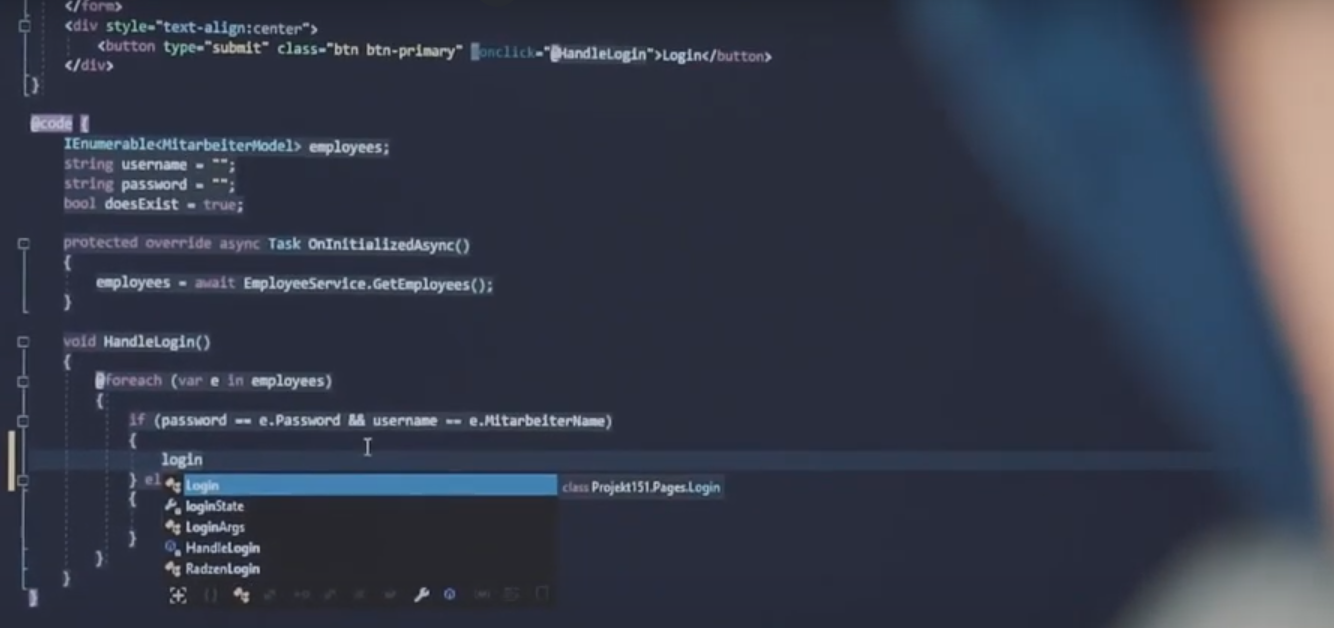 </form>
<div style="text-align:center">
<button type="submit" class="btn btn-primary" @onclick="@HandleLogin">Login</button>
</div>
}
@code {
IEnumerable<MitarbeiterModel> employees;
string username = "";
string password = "";
bool doesExist = true;
protected override async Task OnInitializedAsync()
{
employees = await EmployeeService.GetEmployees();
}
void HandleLogin()
{
@foreach (var e in employees)
{
if (password == e.Password && username == e.MitarbeiterName)
{
login
} el
Login class Projekt151.Pages.Login
{
loginState
LoginArgs
}
HandleLogin
}
RadzenLogin
}
}